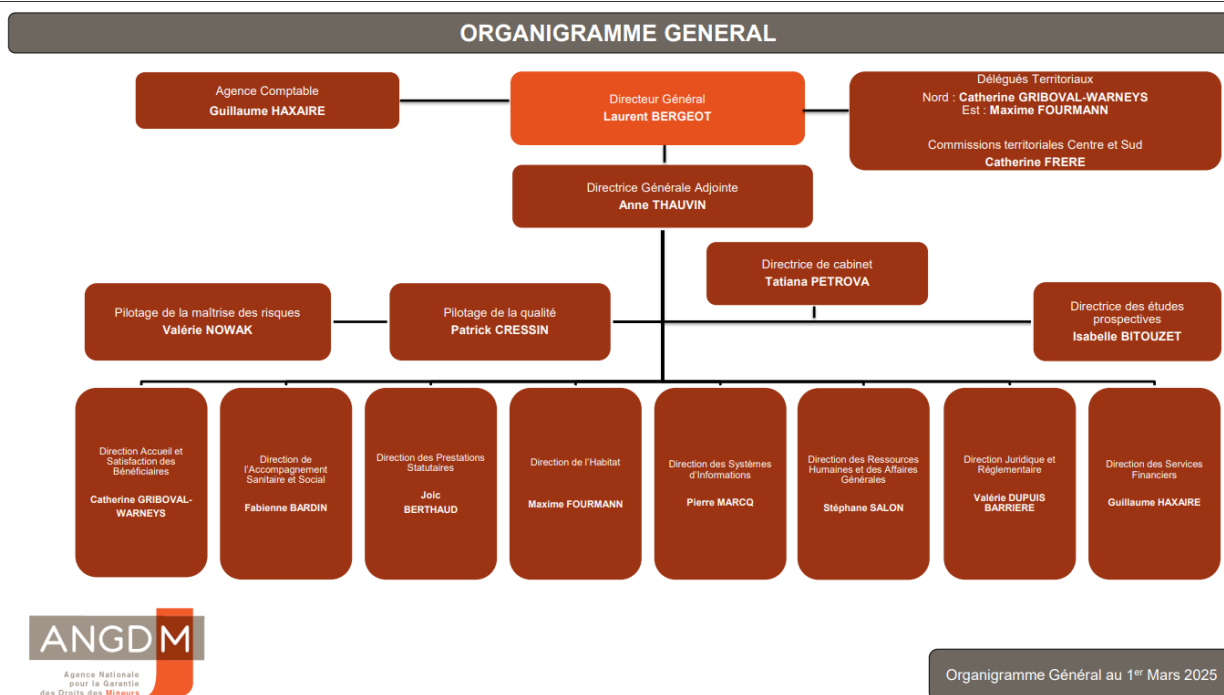 ORGANIGRAMME GENERAL
Agence Comptable
Guillaume HAXAIRE
Directeur Général
Laurent BERGEOT
Délégués Territoriaux
Nord : Catherine GRIBOVAL-WARNEYS
Est : Maxime FOURMANN
Commissions territoriales Centre et Sud
Catherine FRERE
Directrice Générale Adjointe
Anne THAUVIN
Directrice de cabinet
Tatiana PETROVA
Pilotage de la maîtrise des risques
Valérie NOWAK
Pilotage de la qualité
Patrick CRESSIN
Directrice des études
prospectives
Isabelle BITOUZET
Direction Accueil et
Satisfaction des
Bénéficiaires
Catherine GRIBOVAL-
WARNEYS
Direction de
l'Accompagnement
Sanitaire et Social
Fabienne BARDIN
Direction des Prestations
Statutaires
Joic
BERTHAUD
Direction de l'Habitat
Maxime FOURMANN
Direction des Systèmes
d'Informations
Pierre MARCQ
Direction des Ressources
Humaines et des Affaires
Générales
Stéphane SALON
Direction Juridique et
Réglementaire
Valérie DUPUIS
BARRIERE
Direction des Services
Financiers
Guillaume HAXAIRE
ANGDM
Agence Nationale
pour la Garantie
des Droits des Mineurs
Organigramme Général au 1er Mars 2025